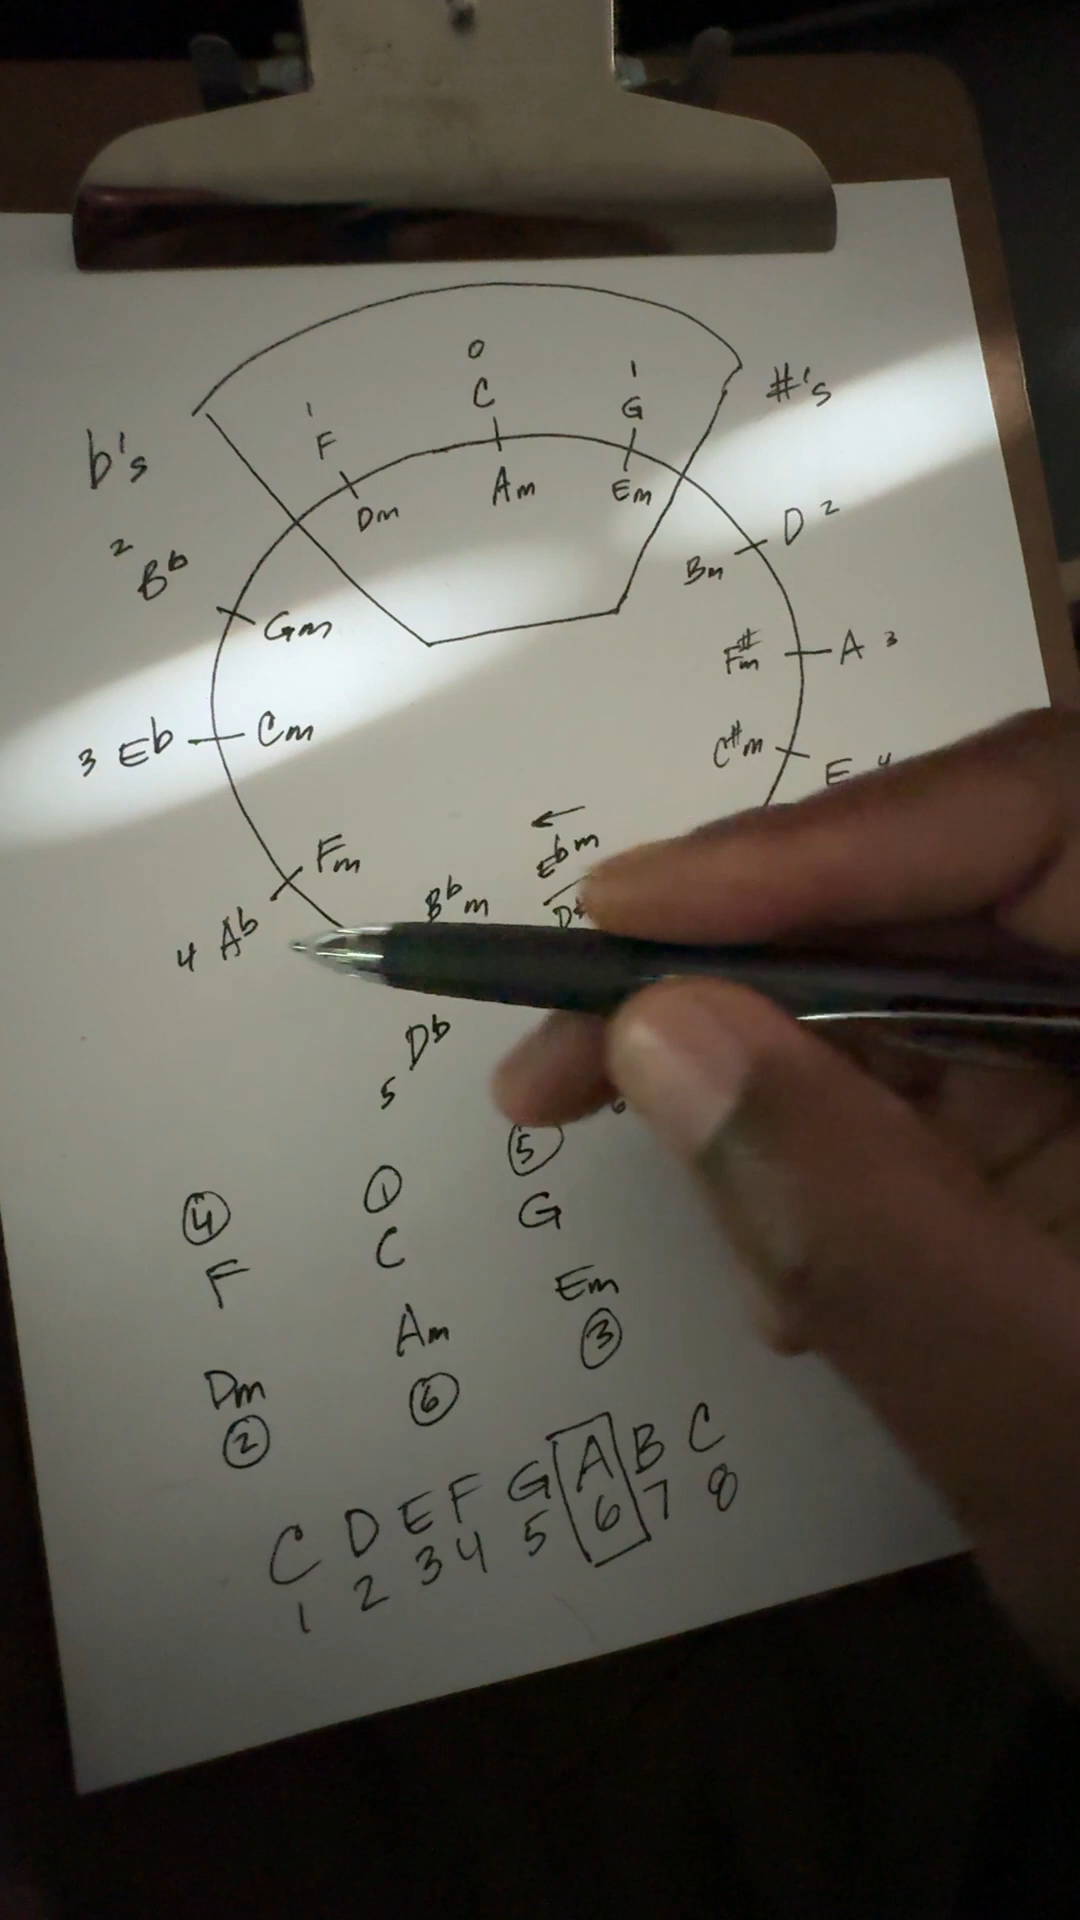 0
1 C 1
F G #'s
b's Am
Dm Em
2 Bb D 2
Bm
Gm
F#m A 3
3 Eb Cm C#m
E 4
←
Fm Ebm
4 Ab Bbm D#
Db
5 6
④ ① ⑤
F C G
Dm Am Em
② ⑥ ③
C D E F G A B C
1 2 3 4 5 6 7 8